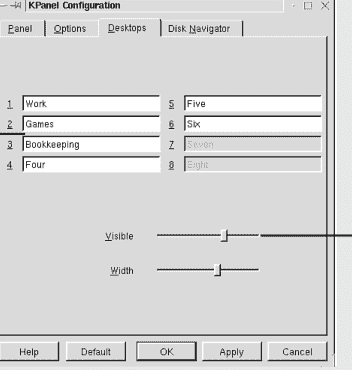 KPanel Configuration
Panel Options Desktops Disk Navigator
1 Work 5 Five
2 Games 6 Six
3 Bookkeeping 7 Seven
4 Four 8 Eight
Visible
Width
Help Default OK Apply Cancel